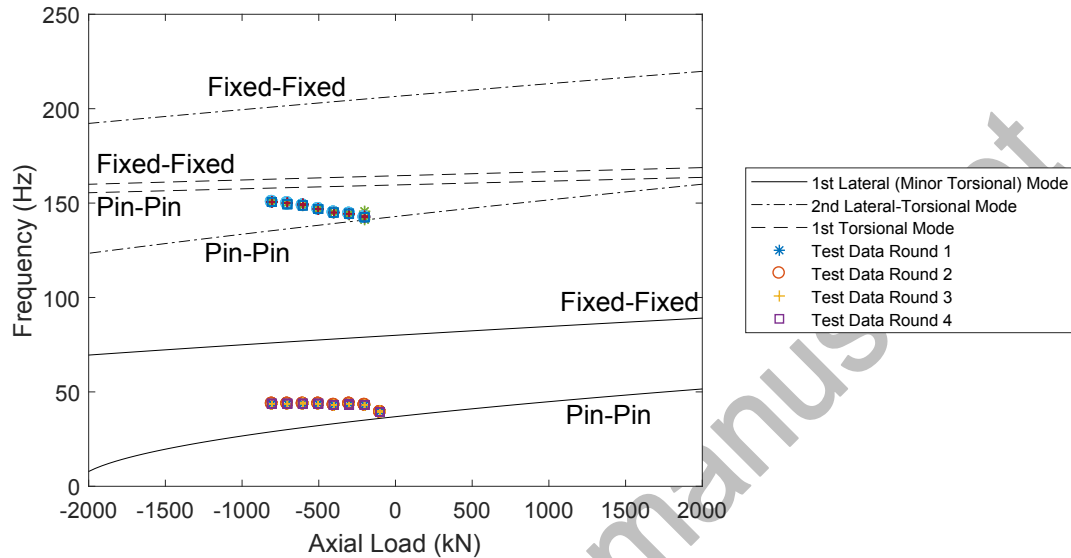 250
200
150
100
50
0
Frequency (Hz)
-2000
-1500
-1000
-500
0
500
1000
1500
2000
Axial Load (kN)
Fixed-Fixed
Fixed-Fixed
Pin-Pin
Pin-Pin
Fixed-Fixed
Pin-Pin
1st Lateral (Minor Torsional) Mode
2nd Lateral-Torsional Mode
1st Torsional Mode
Test Data Round 1
Test Data Round 2
Test Data Round 3
Test Data Round 4
manuscript